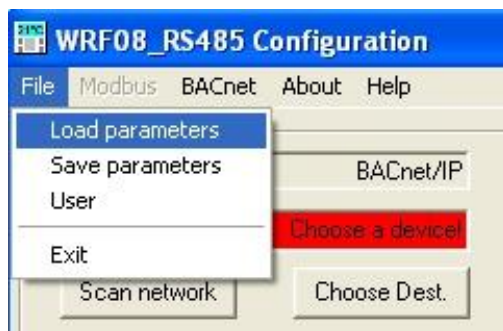 WRF08_RS485 Configuration
File Modbus BACnet About Help
Load parameters
Save parameters
User
Exit
BACnet/IP
Choose a device!
Scan network
Choose Dest.